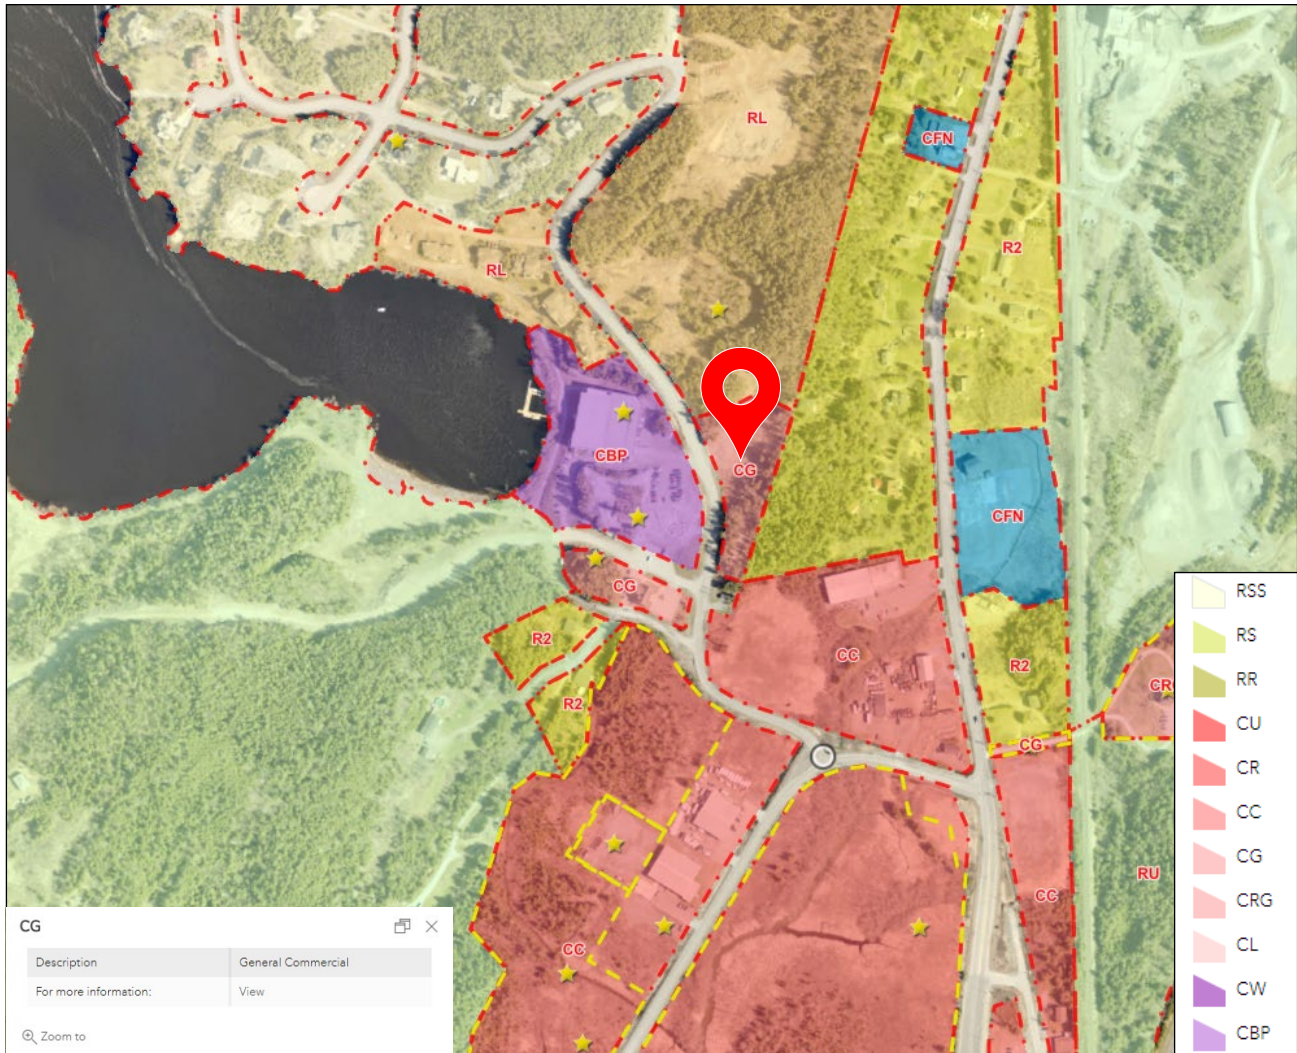 RL
CFN
R2
RL
CBP
CG
CFN
CG
R2
CC
R2
R2
CR
CG
RU
CC
CC
RSS
RS
RR
CU
CR
CC
CG
CRG
CL
CW
CBP
CG
Description General Commercial
For more information: View
Zoom to